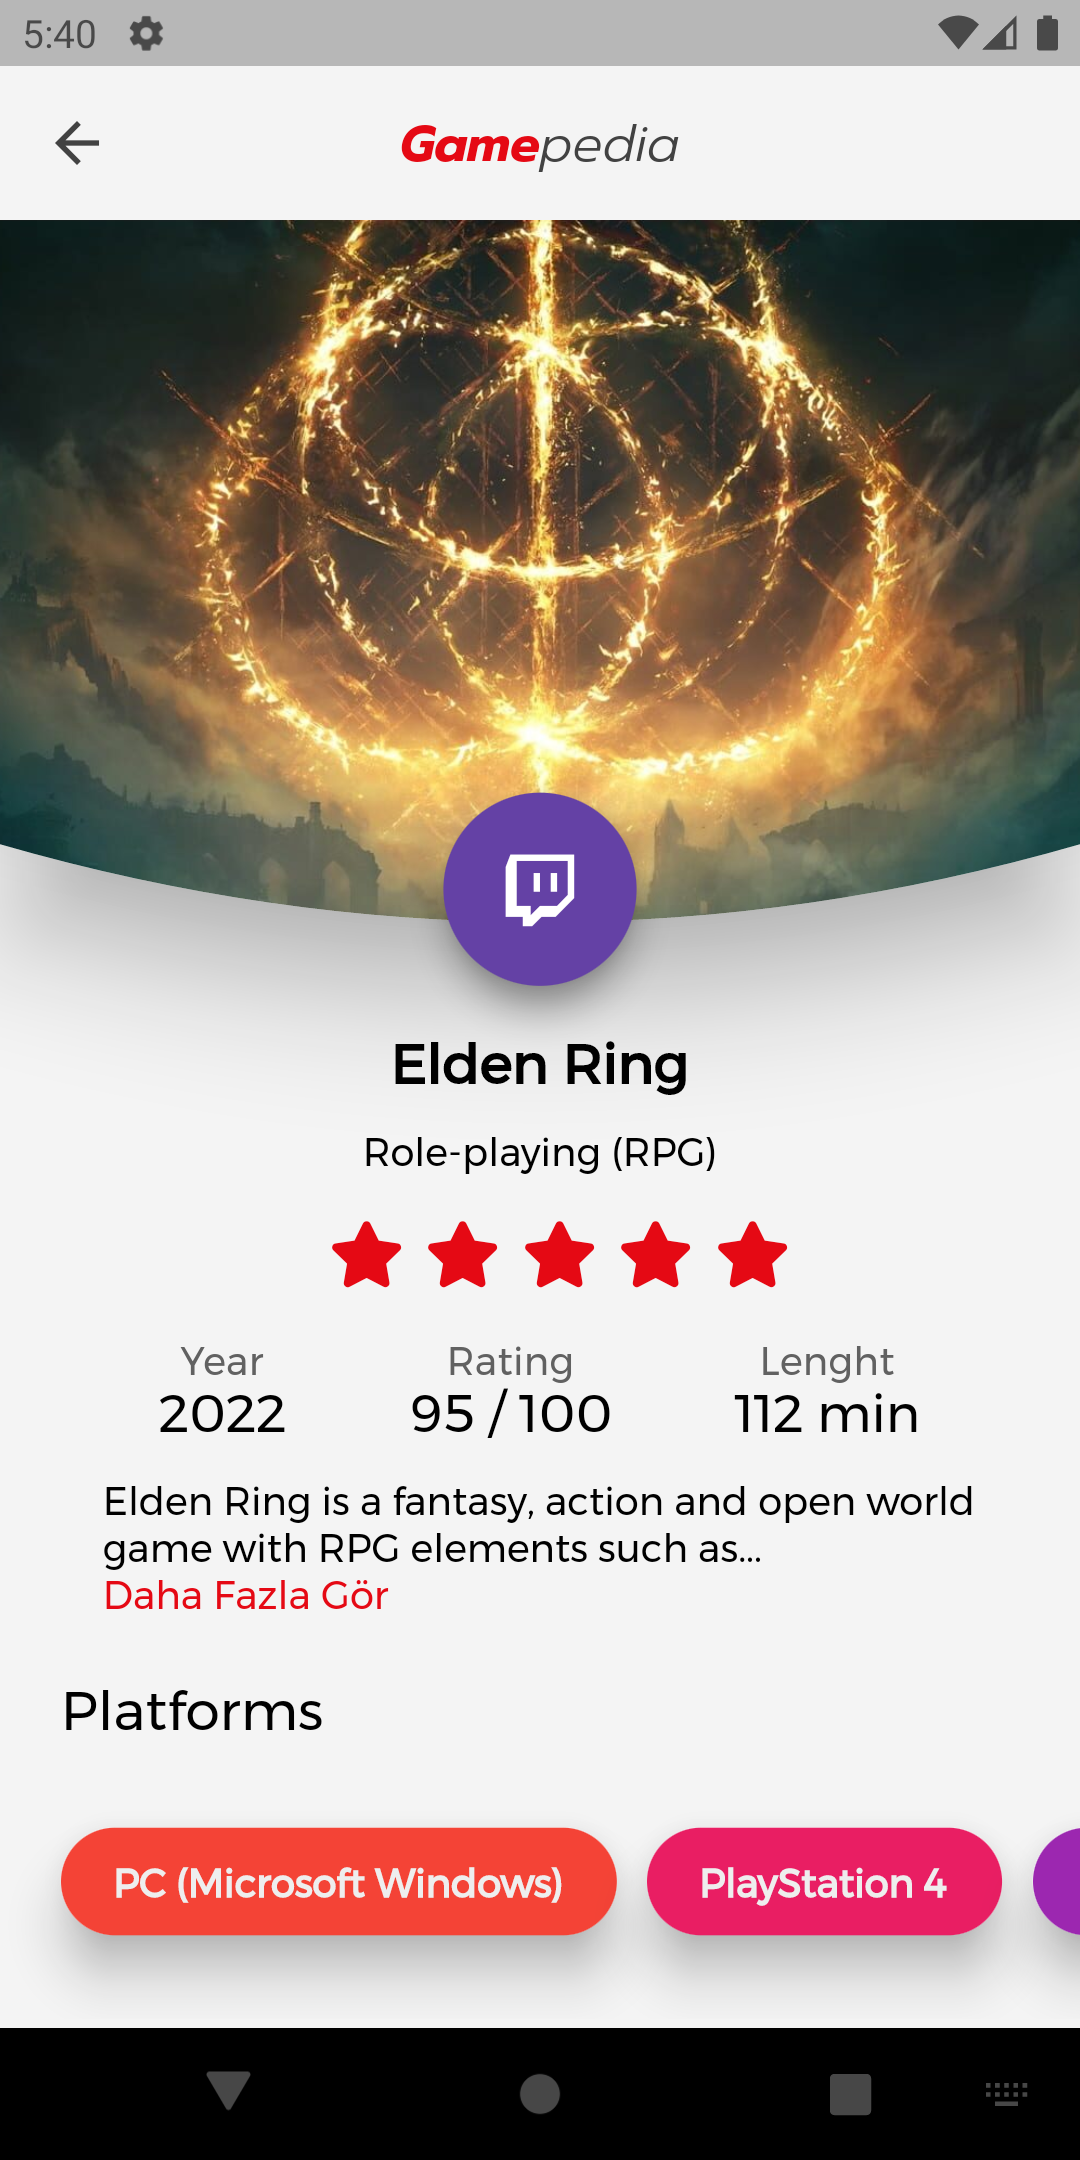 5:40
Gamepedia
Elden Ring
Role-playing (RPG)
Year Rating Lenght
2022 95 / 100 112 min
Elden Ring is a fantasy, action and open world
game with RPG elements such as...
Daha Fazla Gör
Platforms
PC (Microsoft Windows) PlayStation 4